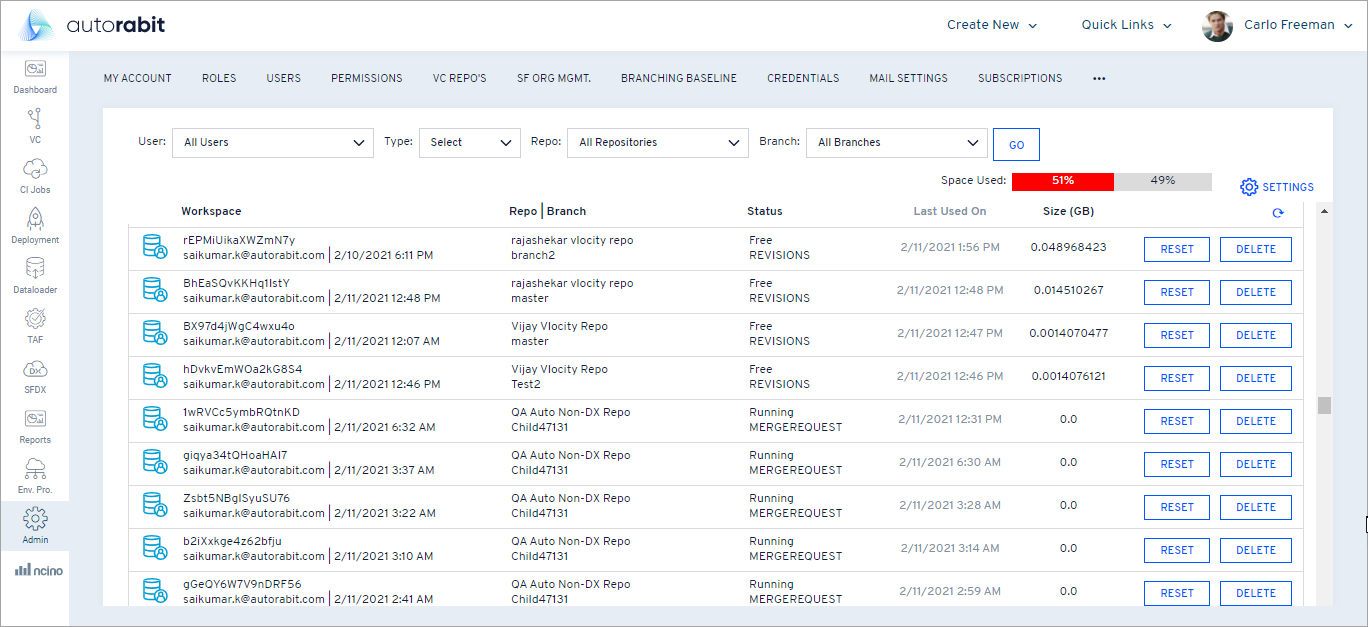 autorabit
Create New
Quick Links
Carlo Freeman
Dashboard
VC
CI Jobs
Deployment
Dataloader
TAF
SFDX
Reports
Env. Pro.
Admin
ncino
MY ACCOUNT ROLES USERS PERMISSIONS VC REPO'S SF ORG MGMT. BRANCHING BASELINE CREDENTIALS MAIL SETTINGS SUBSCRIPTIONS •••
User: All Users Type: Select Repo: All Repositories Branch: All Branches GO
Space Used: 51% 49%
SETTINGS
Workspace Repo | Branch Status Last Used On Size (GB)
rEPMiUikaXWZmN7y rajashekar vlocity repo Free 2/11/2021 1:56 PM 0.048968423 RESET DELETE
saikumar.k@autorabit.com | 2/10/2021 6:11 PM branch2 REVISIONS
BhEaSQvKKHq1IstY rajashekar vlocity repo Free 2/11/2021 12:48 PM 0.014510267 RESET DELETE
saikumar.k@autorabit.com | 2/11/2021 12:48 PM master REVISIONS
BX97d4jWgC4wxu4o Vijay Vlocity Repo Free 2/11/2021 12:47 PM 0.0014070477 RESET DELETE
saikumar.k@autorabit.com | 2/11/2021 12:07 AM master REVISIONS
hDvkvEmWOa2kG8S4 Vijay Vlocity Repo Free 2/11/2021 12:46 PM 0.0014076121 RESET DELETE
saikumar.k@autorabit.com | 2/11/2021 12:46 PM Test2 REVISIONS
1wRVCc5ymbRQtnKD QA Auto Non-DX Repo Running 2/11/2021 12:31 PM 0.0 RESET DELETE
saikumar.k@autorabit.com | 2/11/2021 6:32 AM Child47131 MERGEREQUEST
giqya34tQHoaHAI7 QA Auto Non-DX Repo Running 2/11/2021 6:30 AM 0.0 RESET DELETE
saikumar.k@autorabit.com | 2/11/2021 3:37 AM Child47131 MERGEREQUEST
Zsbt5NBglSyuSU76 QA Auto Non-DX Repo Running 2/11/2021 3:28 AM 0.0 RESET DELETE
saikumar.k@autorabit.com | 2/11/2021 3:22 AM Child47131 MERGEREQUEST
b2iXxkge4z62bfju QA Auto Non-DX Repo Running 2/11/2021 3:14 AM 0.0 RESET DELETE
saikumar.k@autorabit.com | 2/11/2021 3:10 AM Child47131 MERGEREQUEST
gGeQY6W7V9nDRF56 QA Auto Non-DX Repo Running 2/11/2021 2:59 AM 0.0 RESET DELETE
saikumar.k@autorabit.com | 2/11/2021 2:41 AM Child47131 MERGEREQUEST